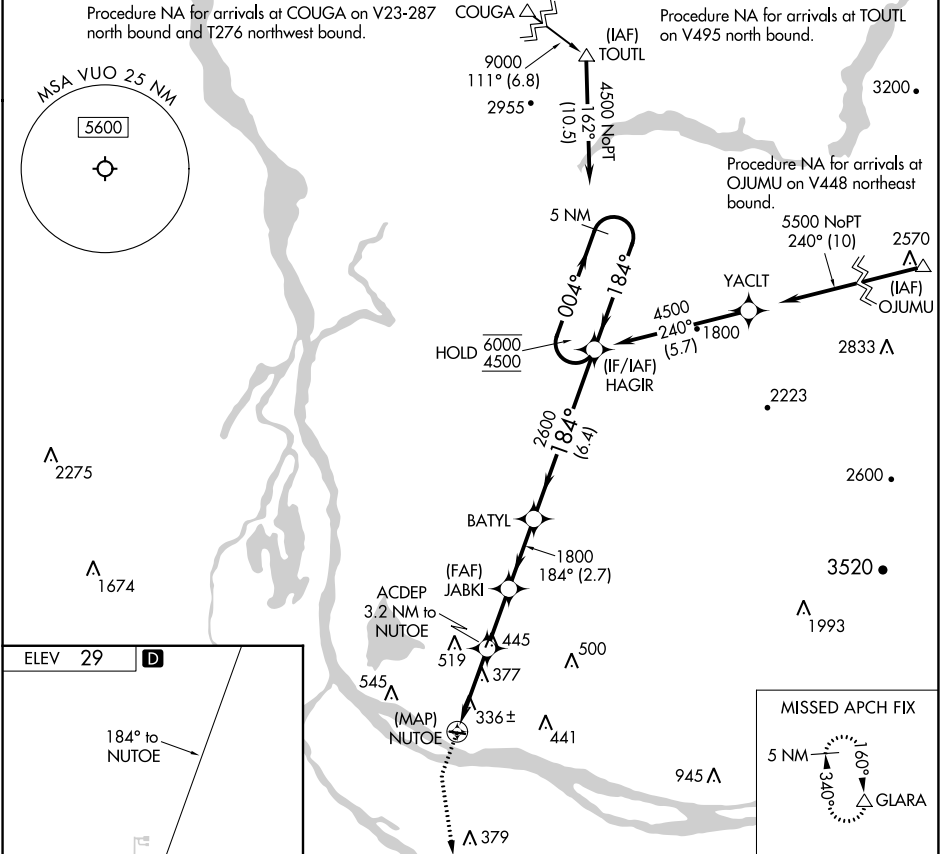 Procedure NA for arrivals at COUGA on V23-287
north bound and T276 northwest bound.
COUGA
Procedure NA for arrivals at TOUTL
on V495 north bound.
(IAF)
TOUTL
9000
111° (6.8)
2955
4500 NoPT
162°
(10.5)
3200
MSA VUO 25 NM
5600
Procedure NA for arrivals at
OJUMU on V448 northeast
bound.
5500 NoPT
240° (10)
2570
(IAF)
OJUMU
5 NM
004°
184°
YACLT
4500
240°
(5.7)
1800
HOLD
6000
4500
(IF/IAF)
HAGIR
2833
2223
2600
184°
(6.4)
2275
2600
BATYL
1800
184° (2.7)
(FAF)
JABKI
3520
1674
ACDEP
3.2 NM to
NUTOE
445
519
500
377
1993
ELEV 29 D
545
336±
441
(MAP)
NUTOE
184° to
NUTOE
945
379
MISSED APCH FIX
5 NM
160°
340°
GLARA